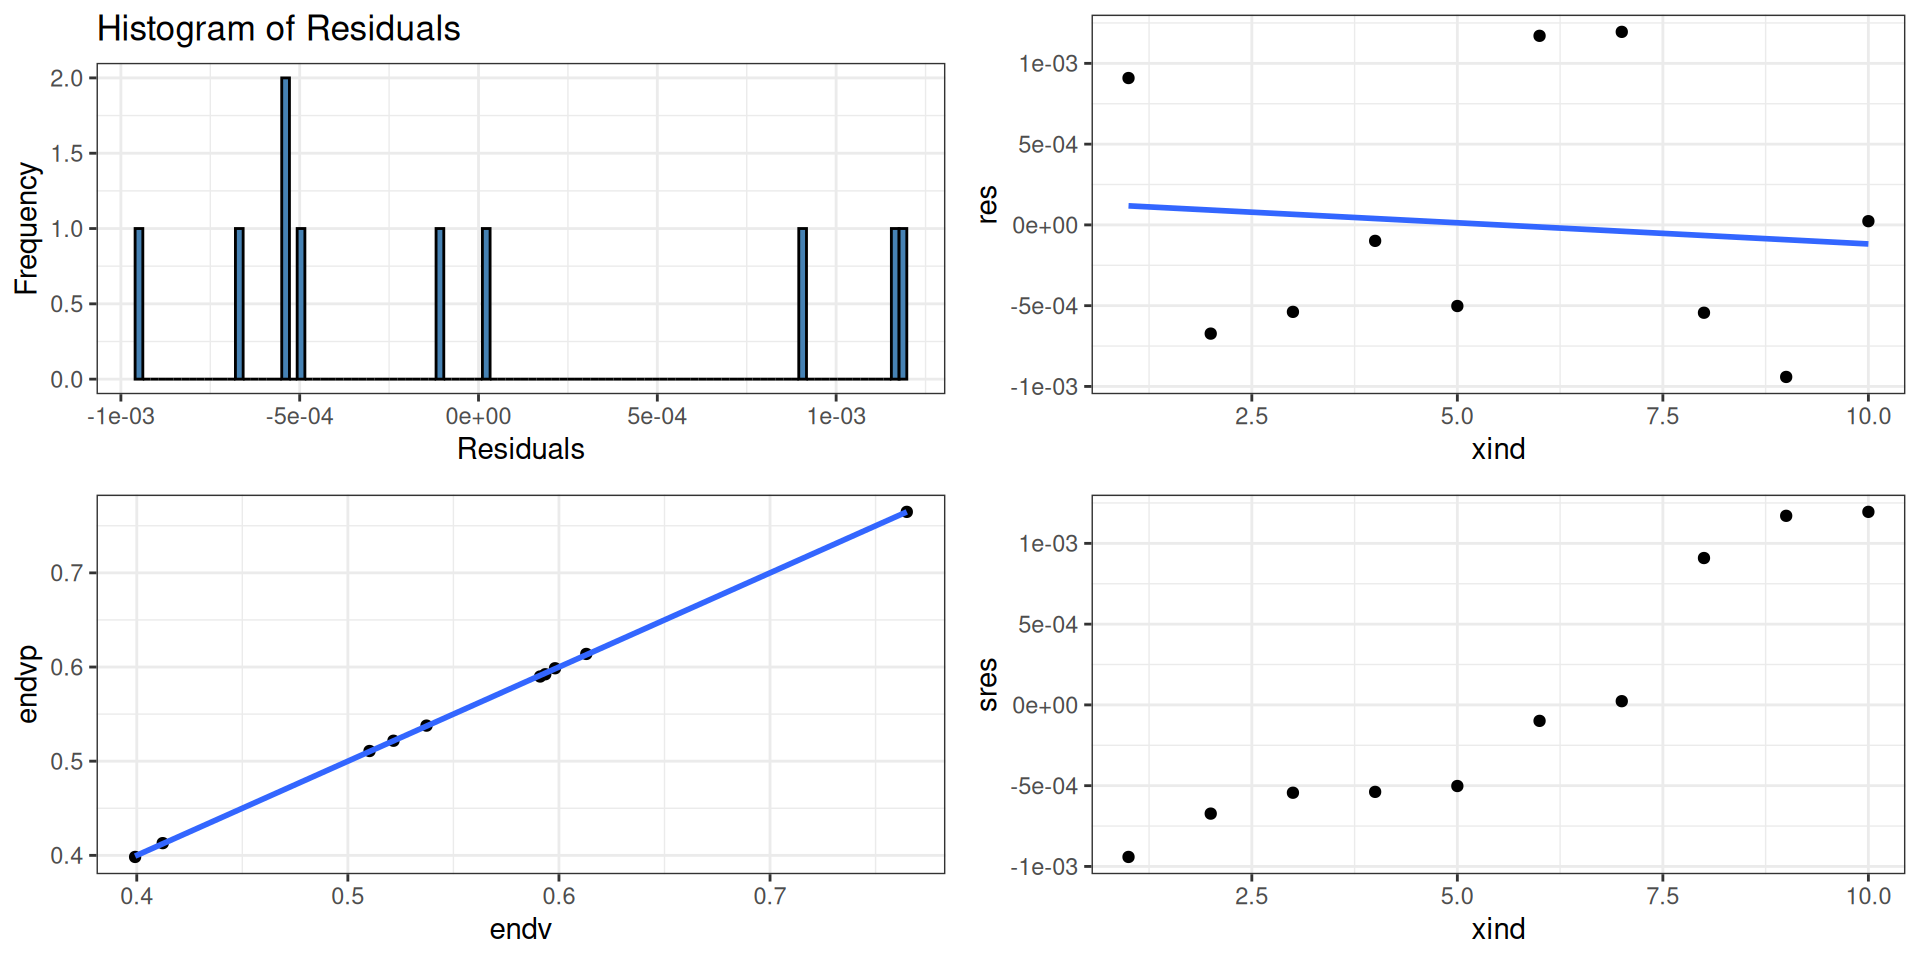 Histogram of Residuals
2.0
1.5
1.0
0.5
0.0
Frequency
-1e-03 -5e-04 0e+00 5e-04 1e-03
Residuals
1e-03
5e-04
0e+00
-5e-04
-1e-03
res
2.5 5.0 7.5 10.0
xind
0.7
0.6
0.5
0.4
endvp
0.4 0.5 0.6 0.7
endv
1e-03
5e-04
0e+00
-5e-04
-1e-03
sres
2.5 5.0 7.5 10.0
xind